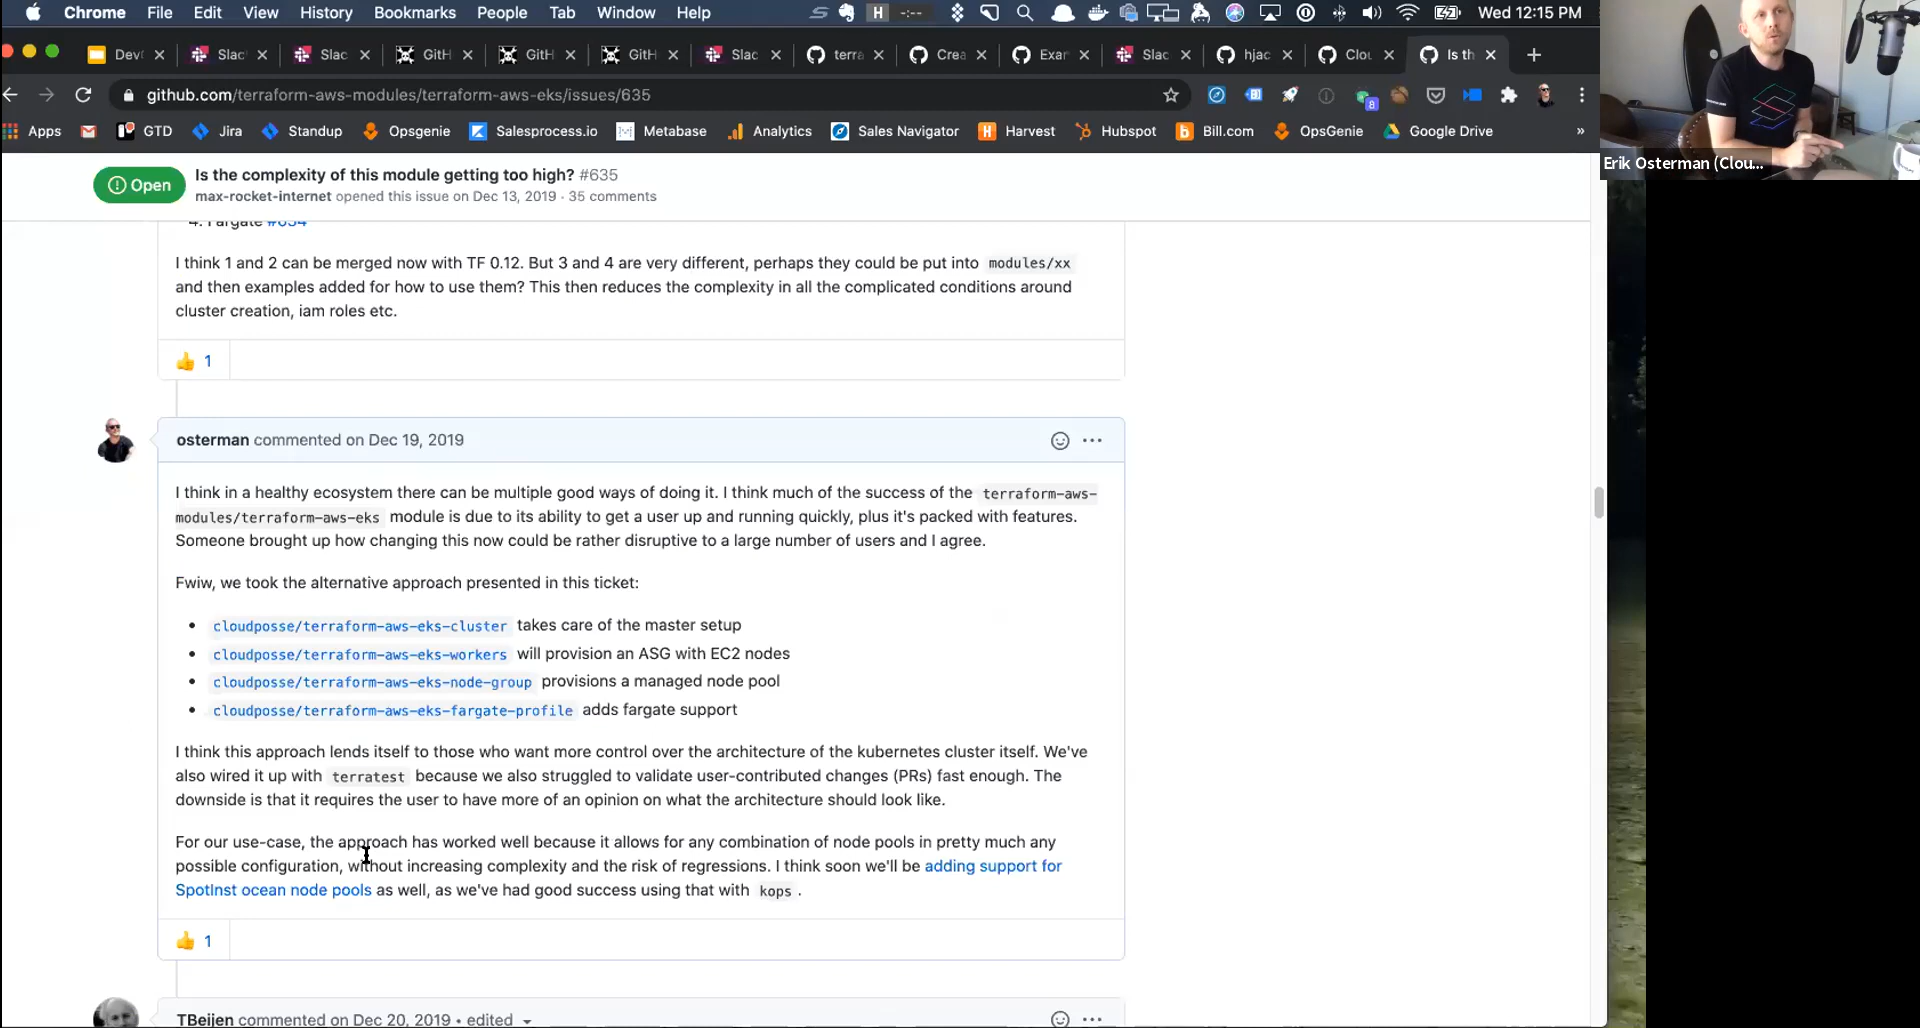 Chrome File Edit View History Bookmarks People Tab Window Help H -:-- Wed 12:15 PM
Dev Slac Slac GitH GitH GitH Slac terra Crea Exar Slac hjac Clou Is th
github.com/terraform-aws-modules/terraform-aws-eks/issues/635 8
Apps GTD Jira Standup Opsgenie Salesprocess.io Metabase Analytics Sales Navigator Harvest Hubspot Bill.com OpsGenie Google Drive »
Erik Osterman (Clou...
Open
Is the complexity of this module getting too high? #635
max-rocket-internet opened this issue on Dec 13, 2019 · 35 comments
4. Fargate #634
I think 1 and 2 can be merged now with TF 0.12. But 3 and 4 are very different, perhaps they could be put into modules/xx
and then examples added for how to use them? This then reduces the complexity in all the complicated conditions around
cluster creation, iam roles etc.
👍 1
osterman commented on Dec 19, 2019
I think in a healthy ecosystem there can be multiple good ways of doing it. I think much of the success of the terraform-aws-
modules/terraform-aws-eks module is due to its ability to get a user up and running quickly, plus it's packed with features.
Someone brought up how changing this now could be rather disruptive to a large number of users and I agree.
Fwiw, we took the alternative approach presented in this ticket:
• cloudposse/terraform-aws-eks-cluster takes care of the master setup
• cloudposse/terraform-aws-eks-workers will provision an ASG with EC2 nodes
• cloudposse/terraform-aws-eks-node-group provisions a managed node pool
• cloudposse/terraform-aws-eks-fargate-profile adds fargate support
I think this approach lends itself to those who want more control over the architecture of the kubernetes cluster itself. We've
also wired it up with terratest because we also struggled to validate user-contributed changes (PRs) fast enough. The
downside is that it requires the user to have more of an opinion on what the architecture should look like.
For our use-case, the approach has worked well because it allows for any combination of node pools in pretty much any
possible configuration, without increasing complexity and the risk of regressions. I think soon we'll be adding support for
SpotInst ocean node pools as well, as we've had good success using that with kops .
👍 1
TBeijen commented on Dec 20, 2019 • edited